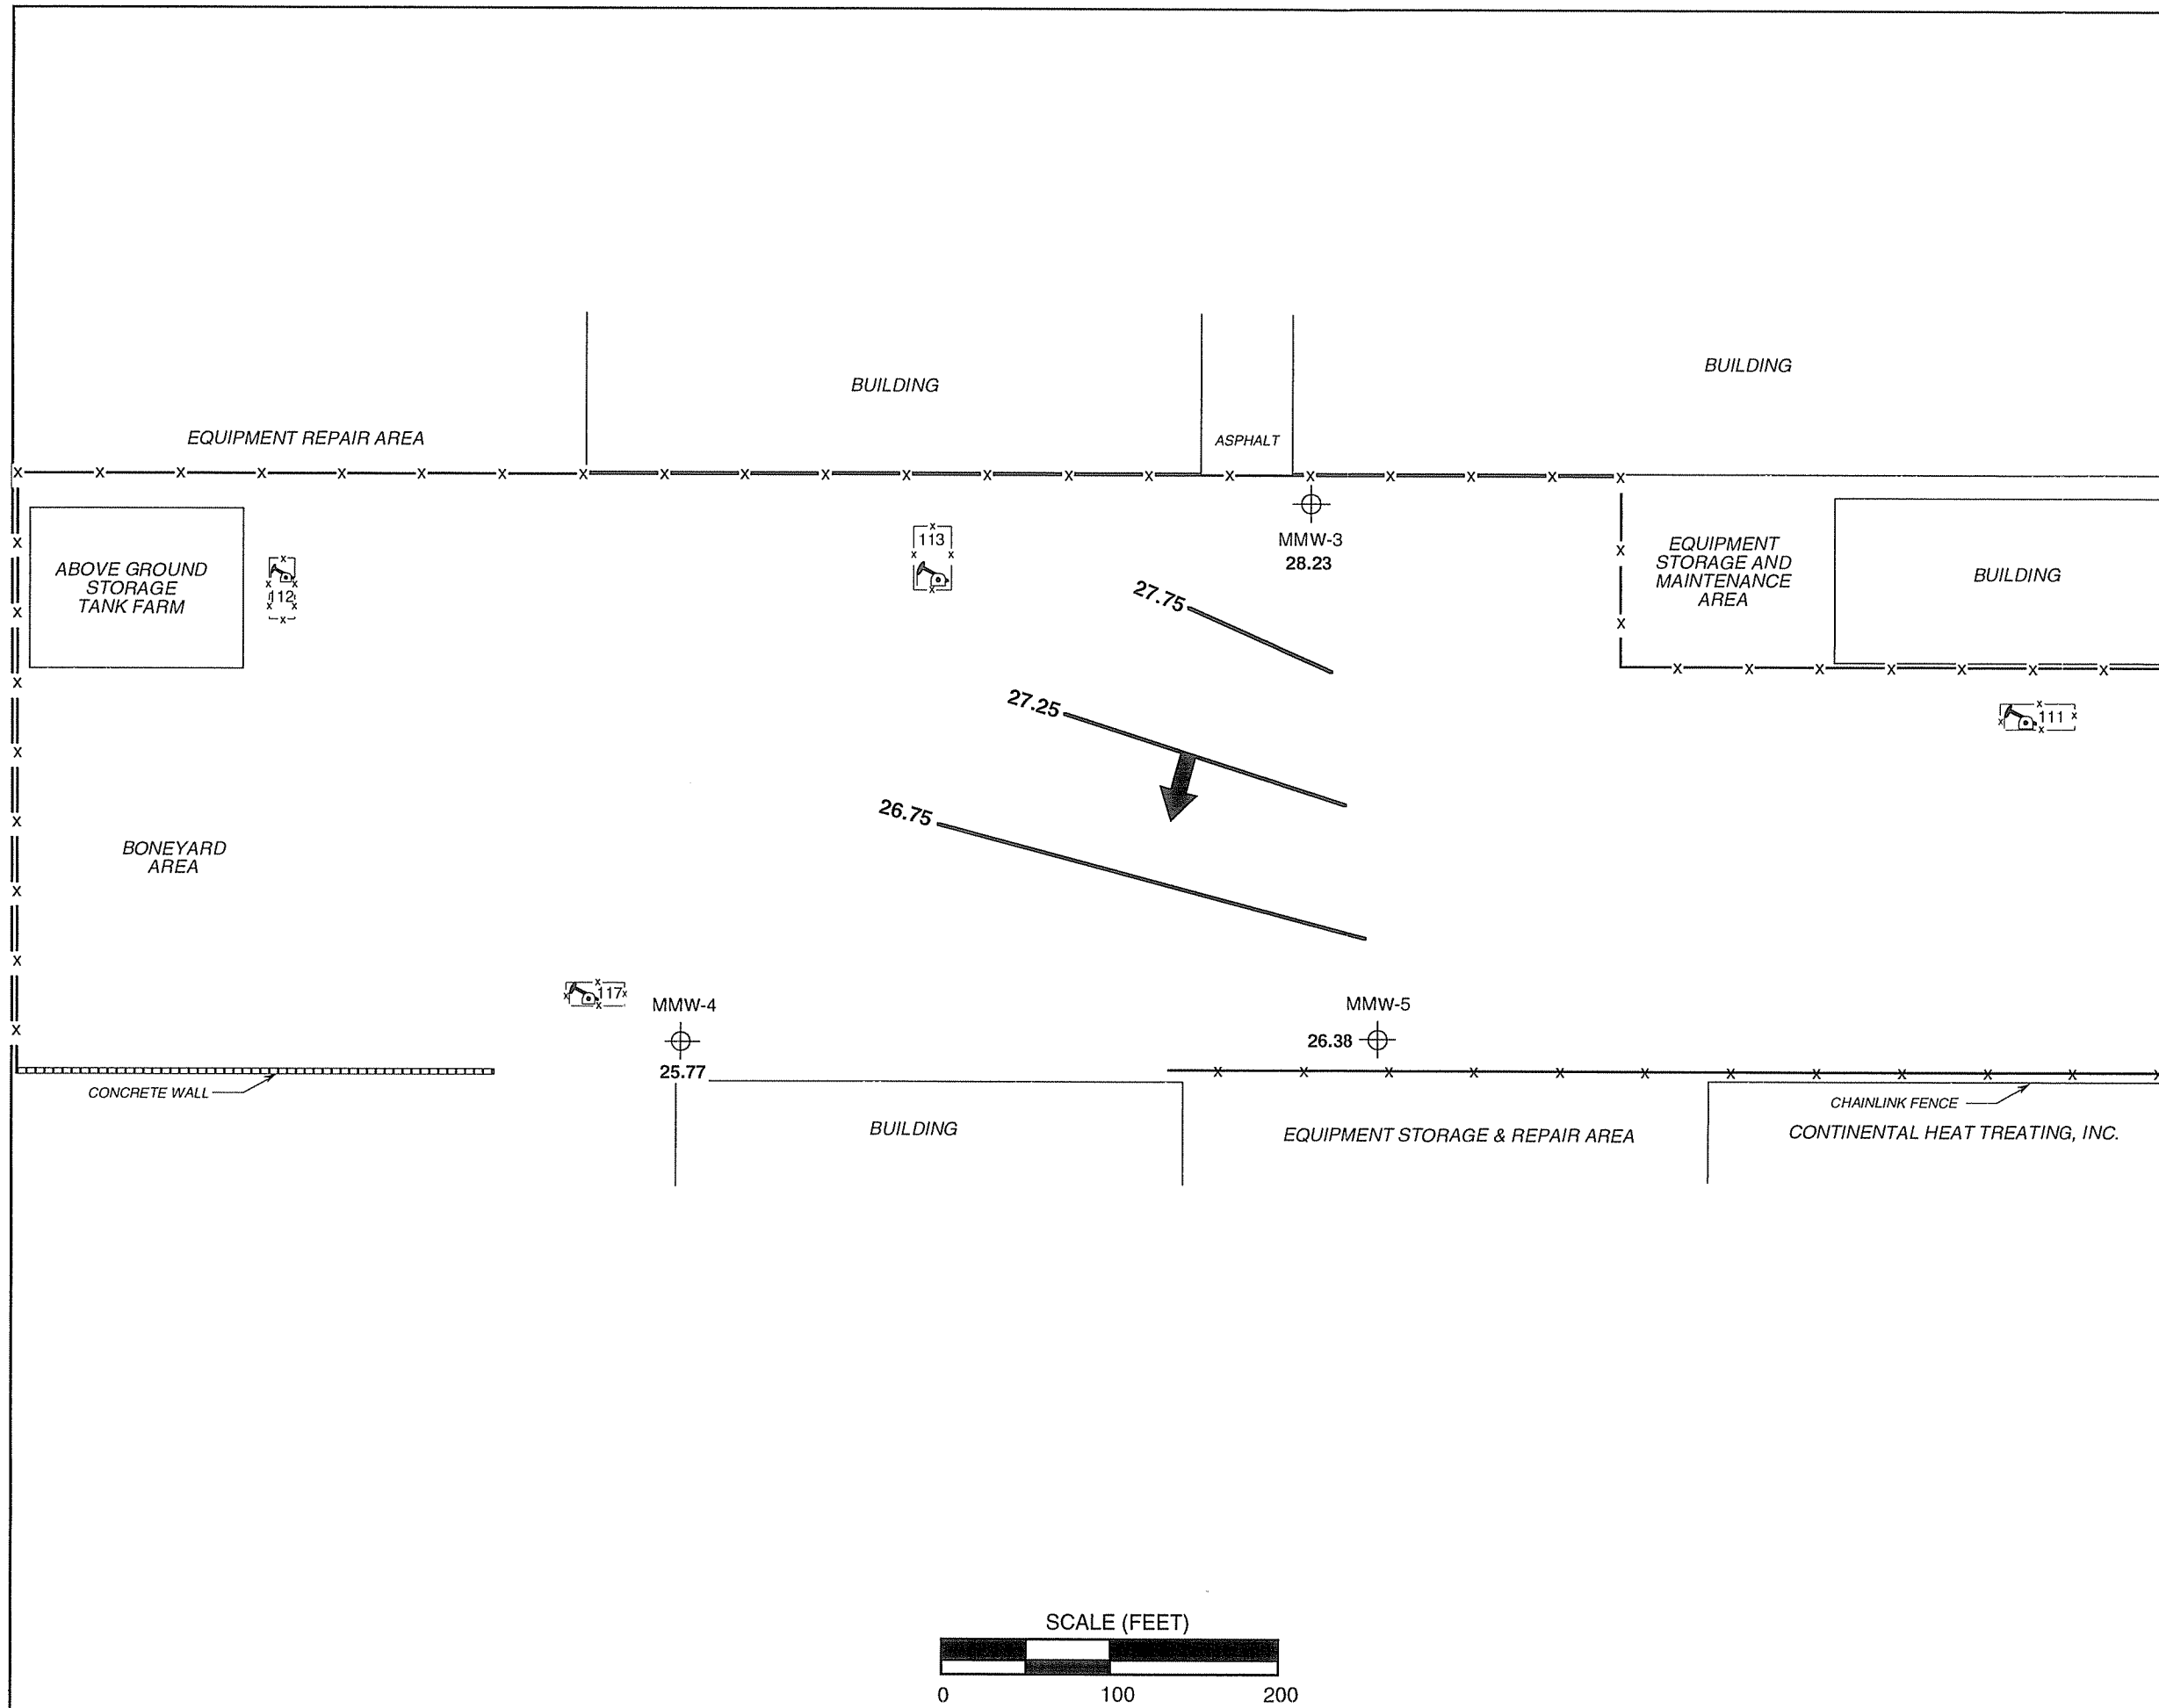 BUILDING
BUILDING
EQUIPMENT REPAIR AREA
ASPHALT
MMW-3
28.23
113
112
ABOVE GROUND
STORAGE
TANK FARM
EQUIPMENT
STORAGE AND
MAINTENANCE
AREA
BUILDING
27.75
27.25
111
26.75
BONEYARD
AREA
117
MMW-4
25.77
MMW-5
26.38
CONCRETE WALL
CHAINLINK FENCE
BUILDING
EQUIPMENT STORAGE & REPAIR AREA
CONTINENTAL HEAT TREATING, INC.
SCALE (FEET)
0 100 200